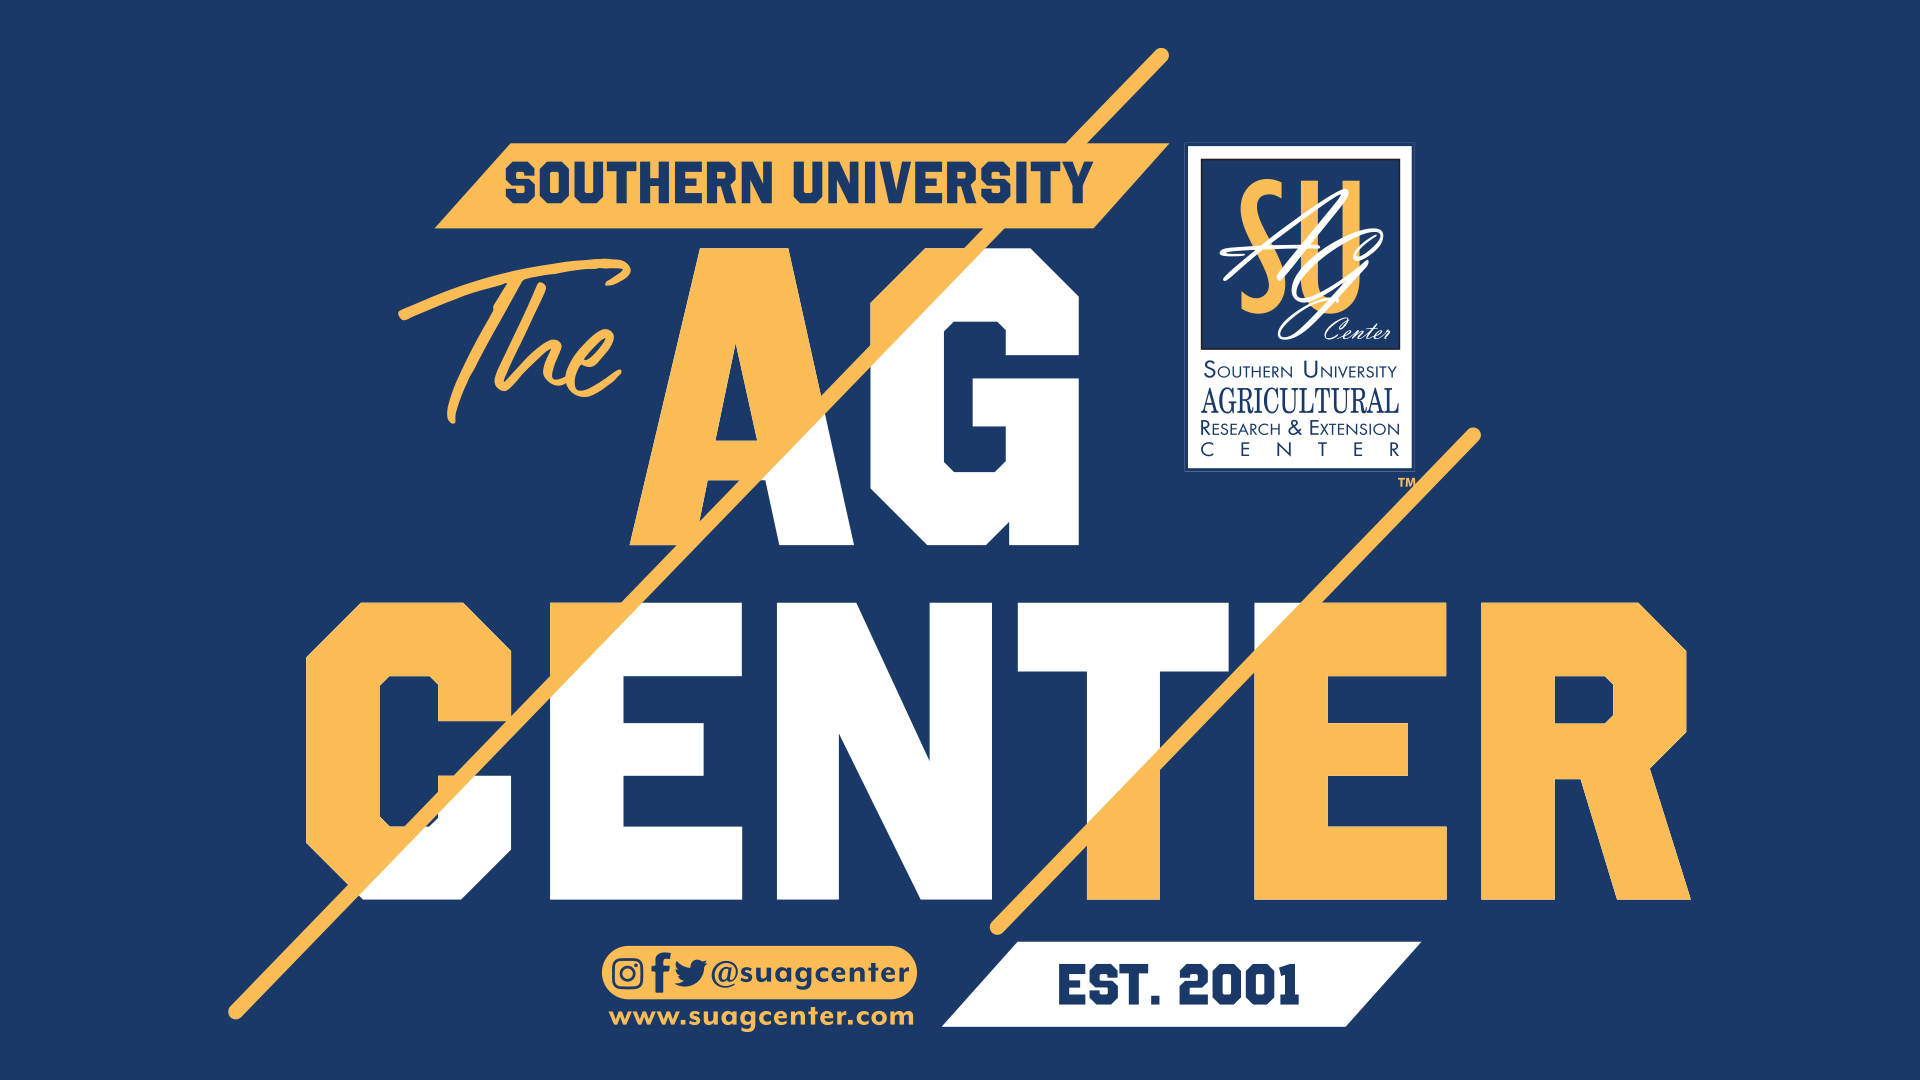 SOUTHERN UNIVERSITY
The
AG
CENTER
SU
AG
Center
SOUTHERN UNIVERSITY
AGRICULTURAL
RESEARCH & EXTENSION
CENTER
TM
@suagcenter
www.suagcenter.com
EST. 2001